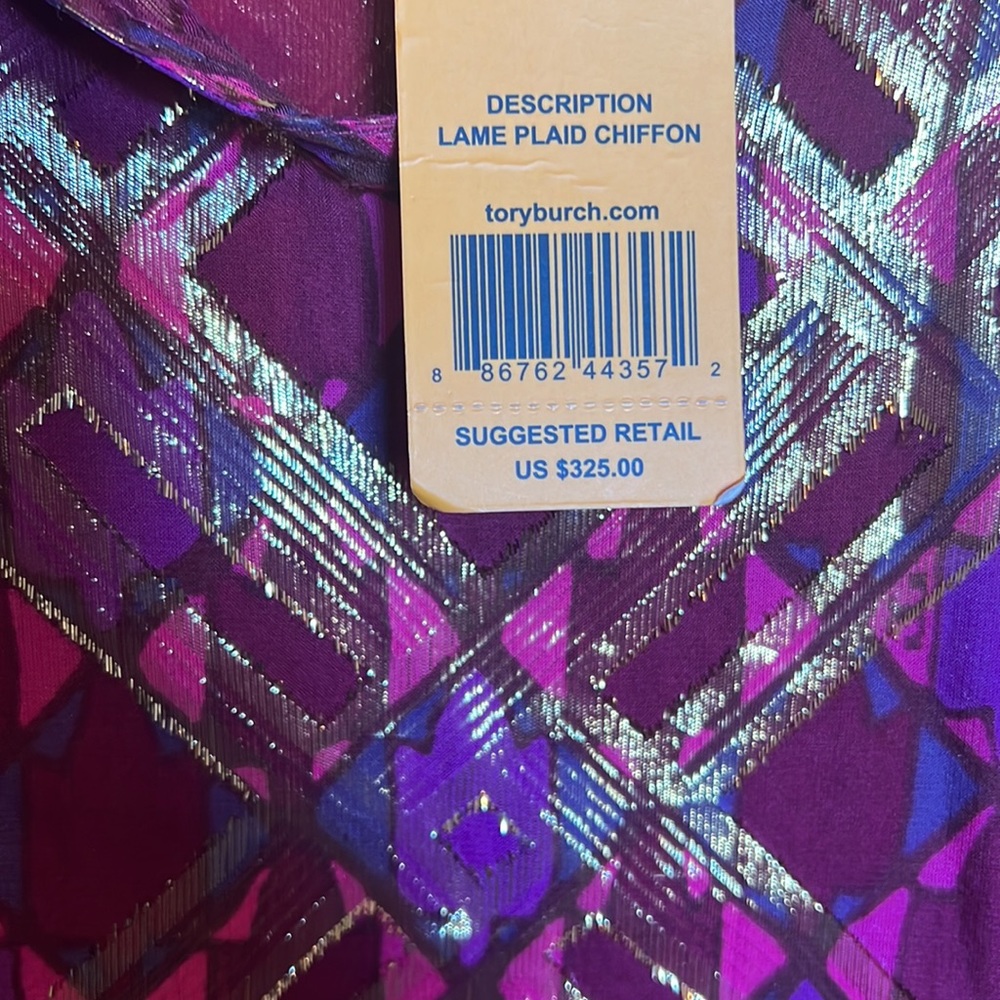 DESCRIPTION
LAME PLAID CHIFFON
toryburch.com
8 86762 44357 2
SUGGESTED RETAIL
US $325.00